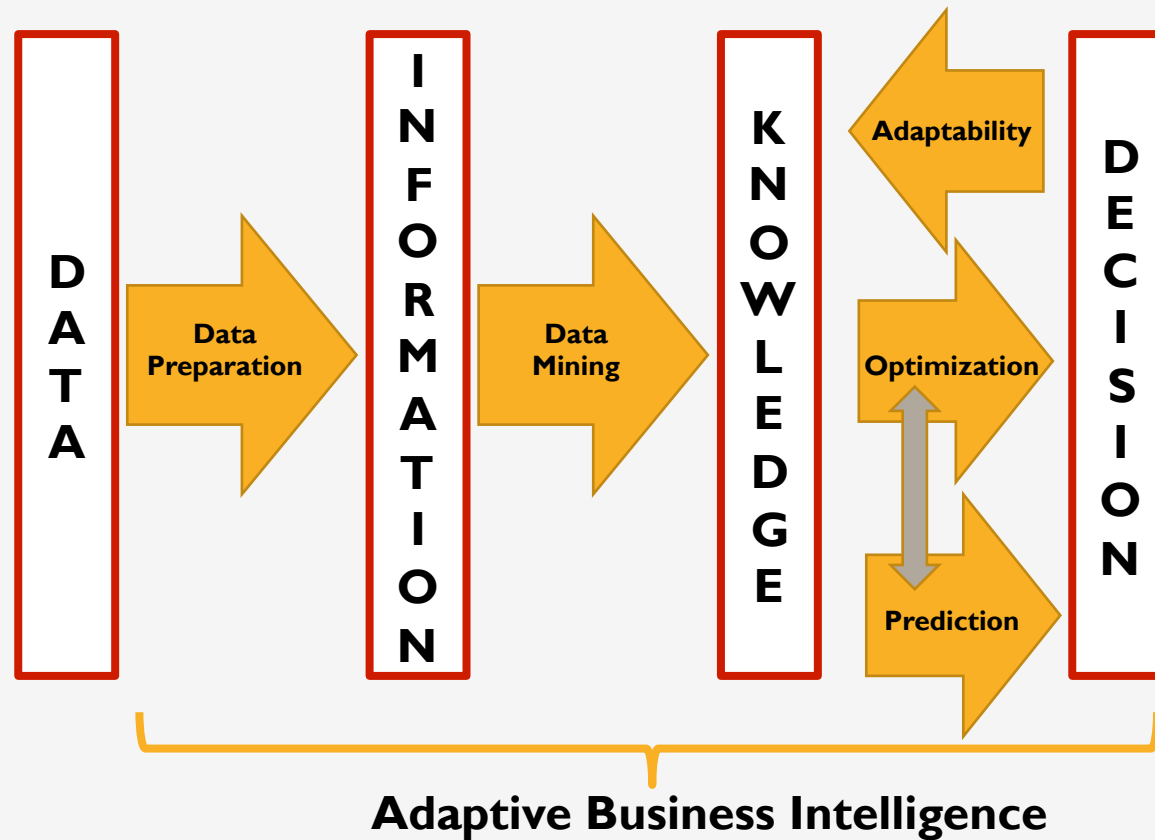 DATA
Data
Preparation
INFORMATION
Data
Mining
KNOWLEDGE
Adaptability
Optimization
Prediction
DECISION
Adaptive Business Intelligence